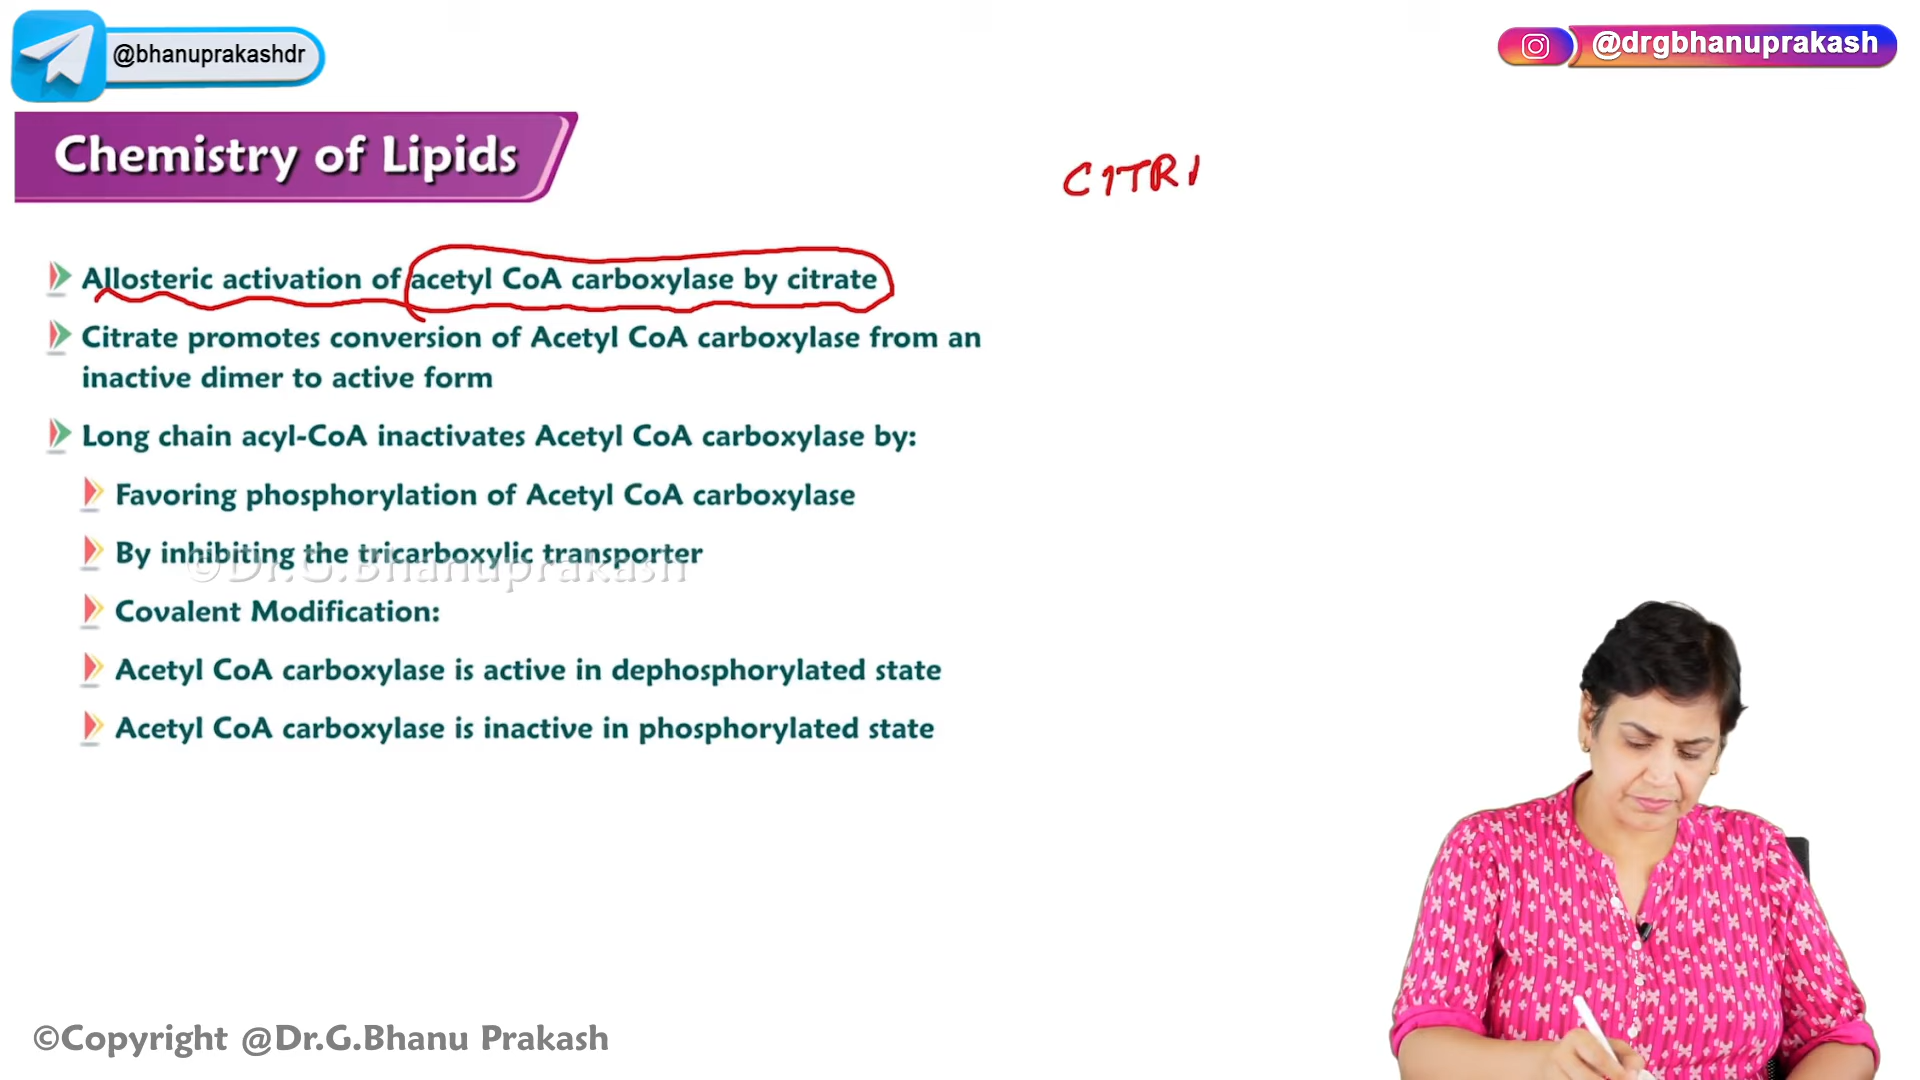 @bhanuprakashdr
@drgbhanuprakash
Chemistry of Lipids
CITRA
Allosteric activation of acetyl CoA carboxylase by citrate
Citrate promotes conversion of Acetyl CoA carboxylase from an
inactive dimer to active form
Long chain acyl-CoA inactivates Acetyl CoA carboxylase by:
Favoring phosphorylation of Acetyl CoA carboxylase
By inhibiting the tricarboxylic transporter
©Dr.G.Bhanuprakash
Covalent Modification:
Acetyl CoA carboxylase is active in dephosphorylated state
Acetyl CoA carboxylase is inactive in phosphorylated state
©Copyright @Dr.G.Bhanu Prakash